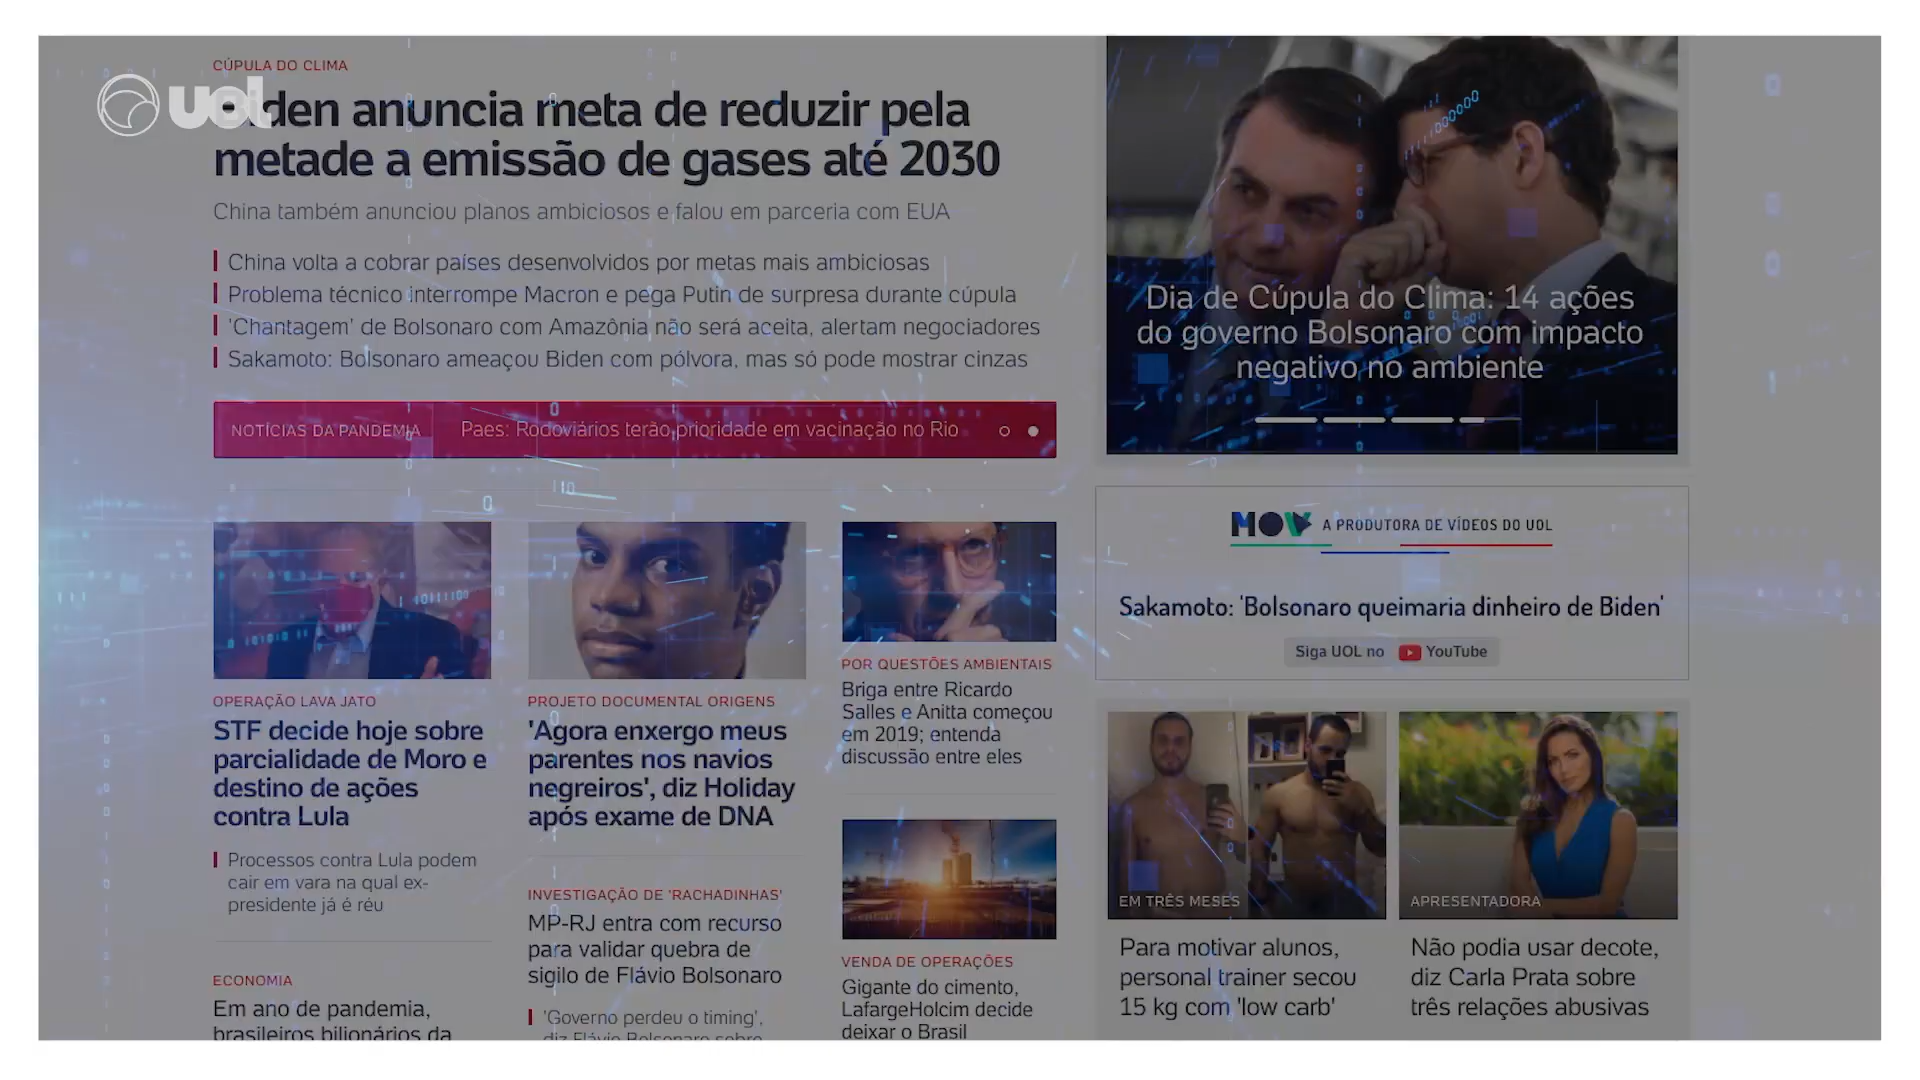 uol
CÚPULA DO CLIMA
Biden anuncia meta de reduzir pela
metade a emissão de gases até 2030
China também anunciou planos ambiciosos e falou em parceria com EUA
China volta a cobrar países desenvolvidos por metas mais ambiciosas
Problema técnico interrompe Macron e pega Putin de surpresa durante cúpula
'Chantagem' de Bolsonaro com Amazônia não será aceita, alertam negociadores
Sakamoto: Bolsonaro ameaçou Biden com pólvora, mas só pode mostrar cinzas
NOTÍCIAS DA PANDEMIA
Paes: Rodoviários terão prioridade em vacinação no Rio
OPERAÇÃO LAVA JATO
STF decide hoje sobre
parcialidade de Moro e
destino de ações
contra Lula
Processos contra Lula podem
cair em vara na qual ex-
presidente já é réu
ECONOMIA
Em ano de pandemia,
brasileiros bilionários da
PROJETO DOCUMENTAL ORIGENS
'Agora enxergo meus
parentes nos navios
negreiros', diz Holiday
após exame de DNA
INVESTIGAÇÃO DE 'RACHADINHAS'
MP-RJ entra com recurso
para validar quebra de
sigilo de Flávio Bolsonaro
'Governo perdeu o timing',
diz Flávio Bolsonaro sobre
POR QUESTÕES AMBIENTAIS
Briga entre Ricardo
Salles e Anitta começou
em 2019; entenda
discussão entre eles
VENDA DE OPERAÇÕES
Gigante do cimento,
LafargeHolcim decide
deixar o Brasil
Dia de Cúpula do Clima: 14 ações
do governo Bolsonaro com impacto
negativo no ambiente
MOV A PRODUTORA DE VÍDEOS DO UOL
Sakamoto: 'Bolsonaro queimaria dinheiro de Biden'
Siga UOL no YouTube
EM TRÊS MESES
Para motivar alunos,
personal trainer secou
15 kg com 'low carb'
APRESENTADORA
Não podia usar decote,
diz Carla Prata sobre
três relações abusivas